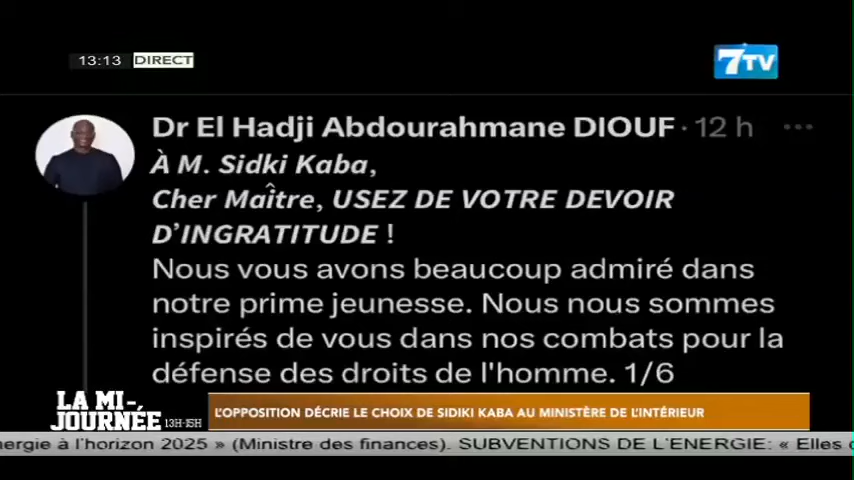 13:13 DIRECT
7TV
Dr El Hadji Abdourahmane DIOUF · 12 h ...
À M. Sidki Kaba,
Cher Maître, USEZ DE VOTRE DEVOIR
D’INGRATITUDE !
Nous vous avons beaucoup admiré dans
notre prime jeunesse. Nous nous sommes
inspirés de vous dans nos combats pour la
défense des droits de l'homme. 1/6
LA MI-
JOURNÉE 13H-15H
L'OPPOSITION DÉCRIE LE CHOIX DE SIDIKI KABA AU MINISTÈRE DE L'INTÉRIEUR
nergie à l'horizon 2025 » (Ministre des finances). SUBVENTIONS DE L'ENERGIE: « Elles